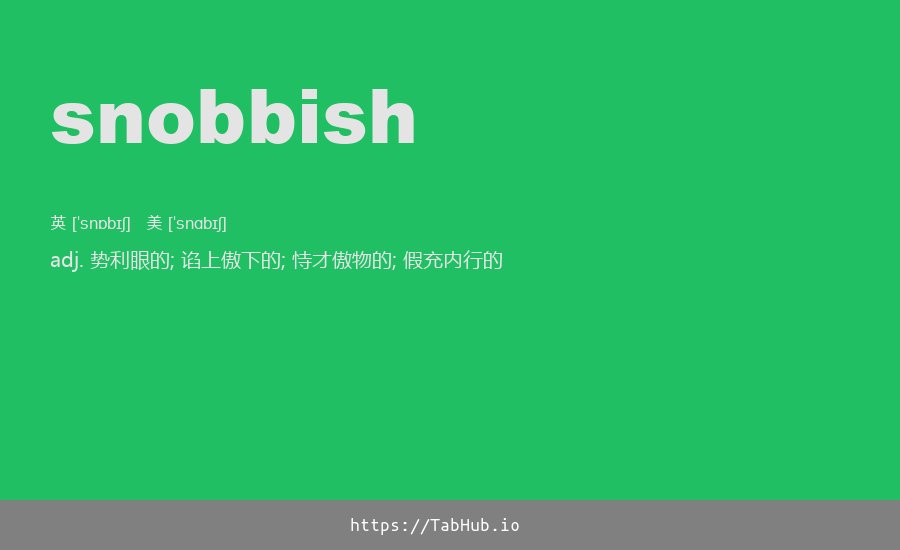 snobbish
英 [ˈsnɒbɪʃ] 美 [ˈsnɑbɪʃ]
adj. 势利眼的; 谄上傲下的; 恃才傲物的; 假充内行的
https://TabHub.io